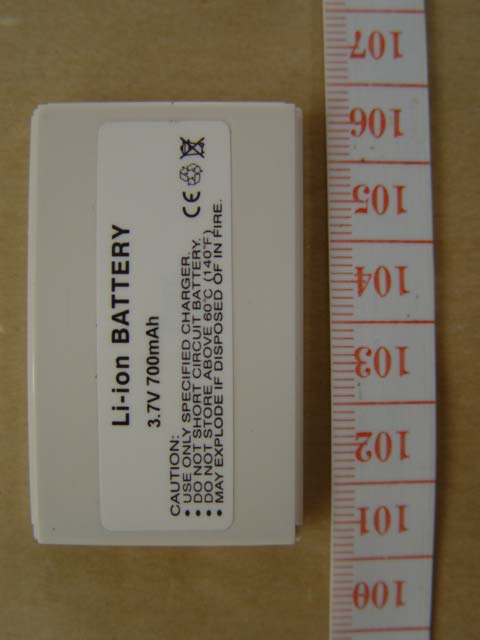 Li-ion BATTERY
3.7V 700mAh
CAUTION:
• USE ONLY SPECIFIED CHARGER.
• DO NOT SHORT CIRCUIT BATTERY.
• DO NOT STORE ABOVE 60°C (140°F)
• MAY EXPLODE IF DISPOSED OF IN FIRE.
CE
107
106
105
104
103
102
101
100